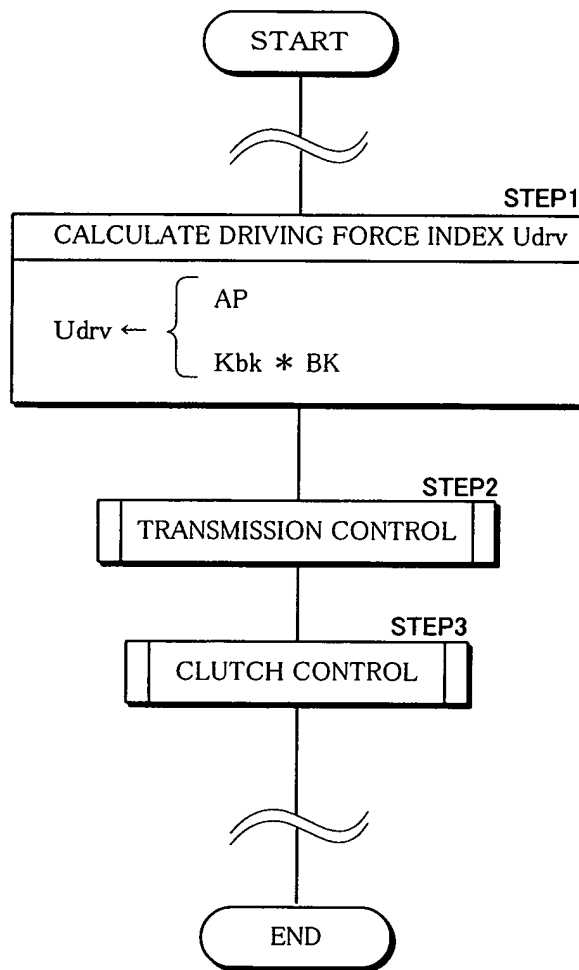 START
STEP1
CALCULATE DRIVING FORCE INDEX Udrv
AP
Udrv ←
Kbk * BK
STEP2
TRANSMISSION CONTROL
STEP3
CLUTCH CONTROL
END